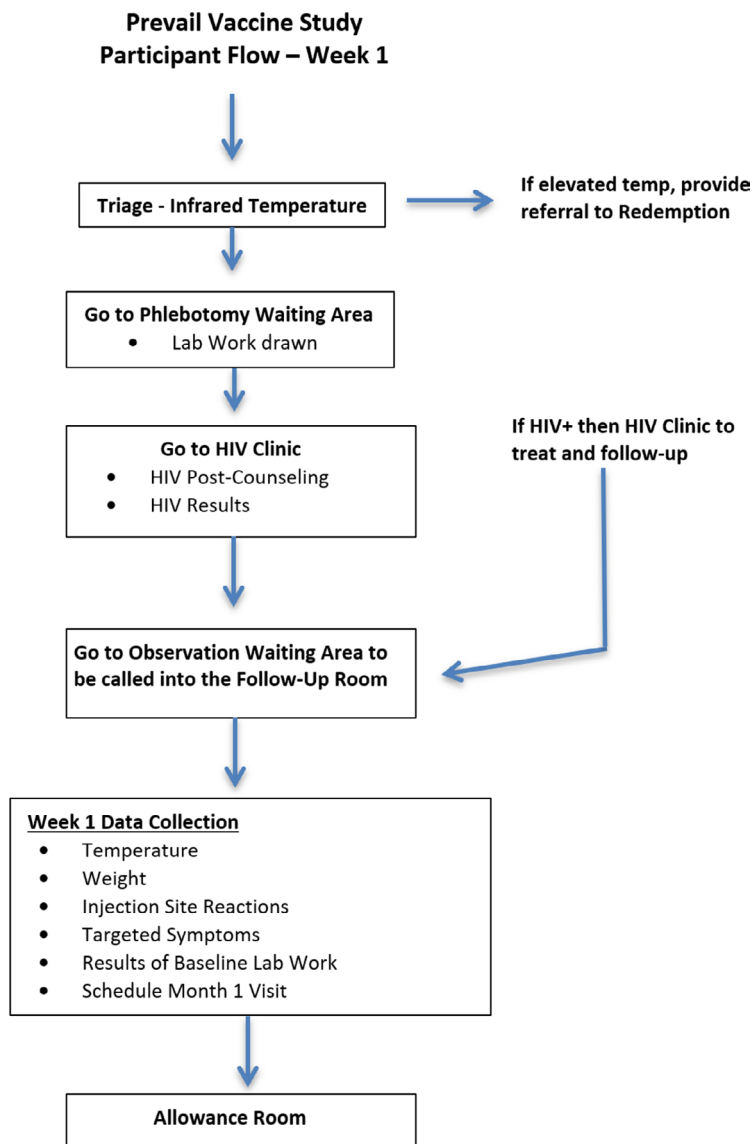 Prevail Vaccine Study
Participant Flow – Week 1
Triage - Infrared Temperature
If elevated temp, provide
referral to Redemption
Go to Phlebotomy Waiting Area
• Lab Work drawn
Go to HIV Clinic
• HIV Post-Counseling
• HIV Results
If HIV+ then HIV Clinic to
treat and follow-up
Go to Observation Waiting Area to
be called into the Follow-Up Room
Week 1 Data Collection
• Temperature
• Weight
• Injection Site Reactions
• Targeted Symptoms
• Results of Baseline Lab Work
• Schedule Month 1 Visit
Allowance Room